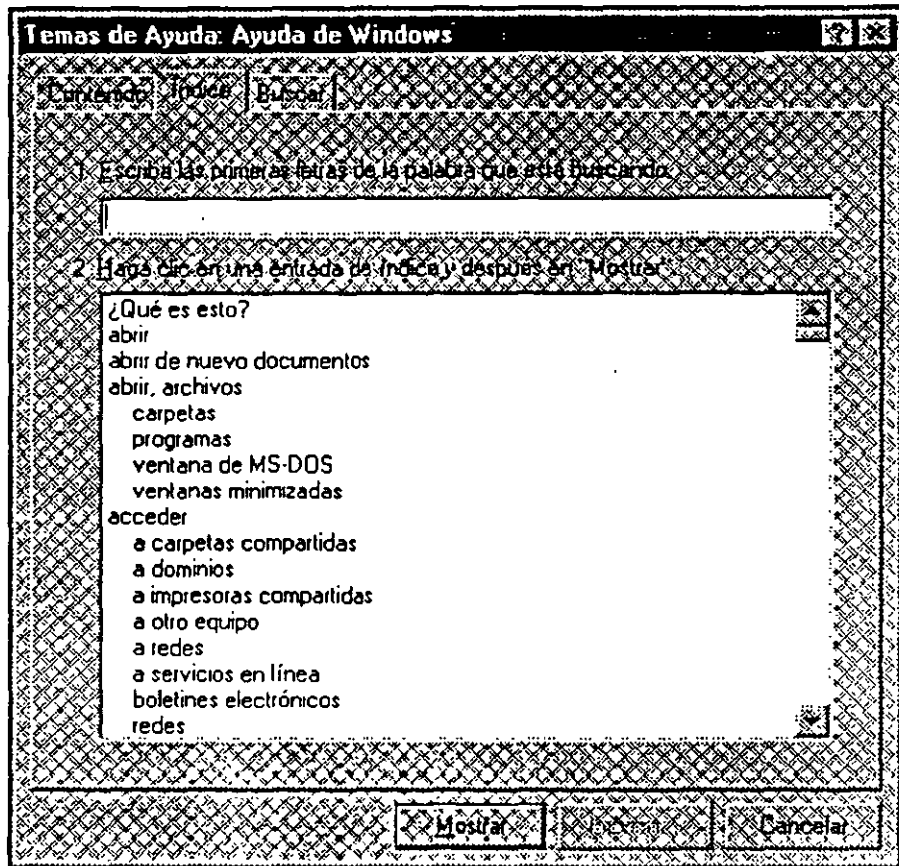 Temas de Ayuda: Ayuda de Windows
Contenido Índice Buscar
1 Escriba las primeras letras de la palabra que está buscando.
2 Haga clic en una entrada de índice y después en "Mostrar".
¿Qué es esto?
abrir
abrir de nuevo documentos
abrir, archivos
carpetas
programas
ventana de MS-DOS
ventanas minimizadas
acceder
a carpetas compartidas
a dominios
a impresoras compartidas
a otro equipo
a redes
a servicios en línea
boletines electrónicos
redes
Mostrar Cancelar